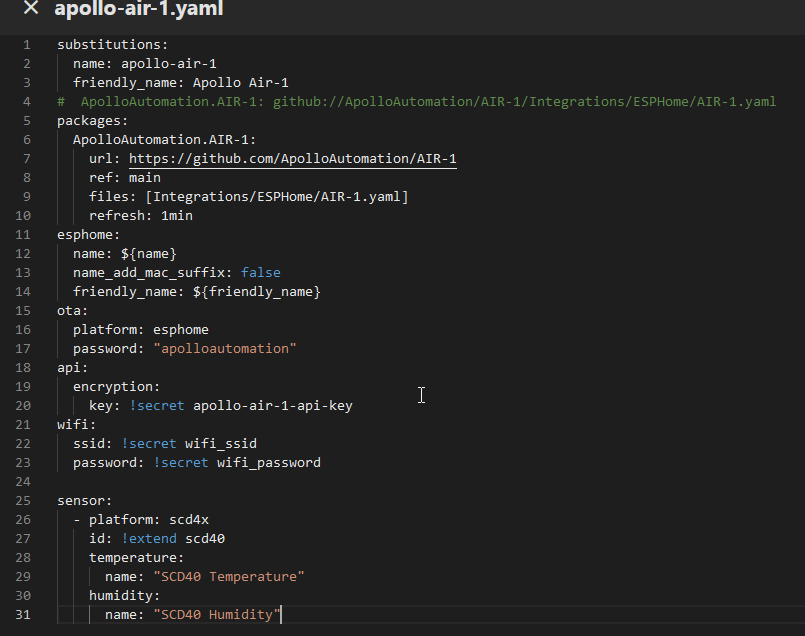 ✕ apollo-air-1.yaml
1 substitutions:
2   name: apollo-air-1
3   friendly_name: Apollo Air-1
4 #  ApolloAutomation.AIR-1: github://ApolloAutomation/AIR-1/Integrations/ESPHome/AIR-1.yaml
5 packages:
6   ApolloAutomation.AIR-1:
7     url: https://github.com/ApolloAutomation/AIR-1
8     ref: main
9     files: [Integrations/ESPHome/AIR-1.yaml]
10     refresh: 1min
11 esphome:
12   name: ${name}
13   name_add_mac_suffix: false
14   friendly_name: ${friendly_name}
15 ota:
16   platform: esphome
17   password: "apolloautomation"
18 api:
19   encryption:
20     key: !secret apollo-air-1-api-key
21 wifi:
22   ssid: !secret wifi_ssid
23   password: !secret wifi_password
24
25 sensor:
26   - platform: scd4x
27     id: !extend scd40
28     temperature:
29       name: "SCD40 Temperature"
30     humidity:
31       name: "SCD40 Humidity"